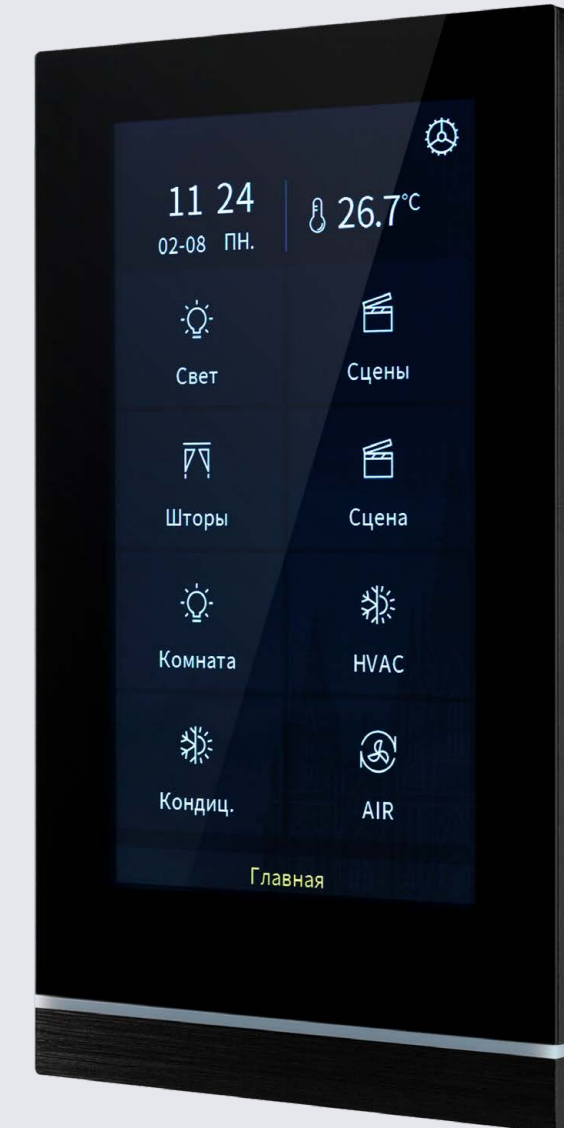 11 24
02-08 ПН.
26.7°C
Свет
Сцены
Шторы
Сцена
Комната
HVAC
Кондиц.
AIR
Главная